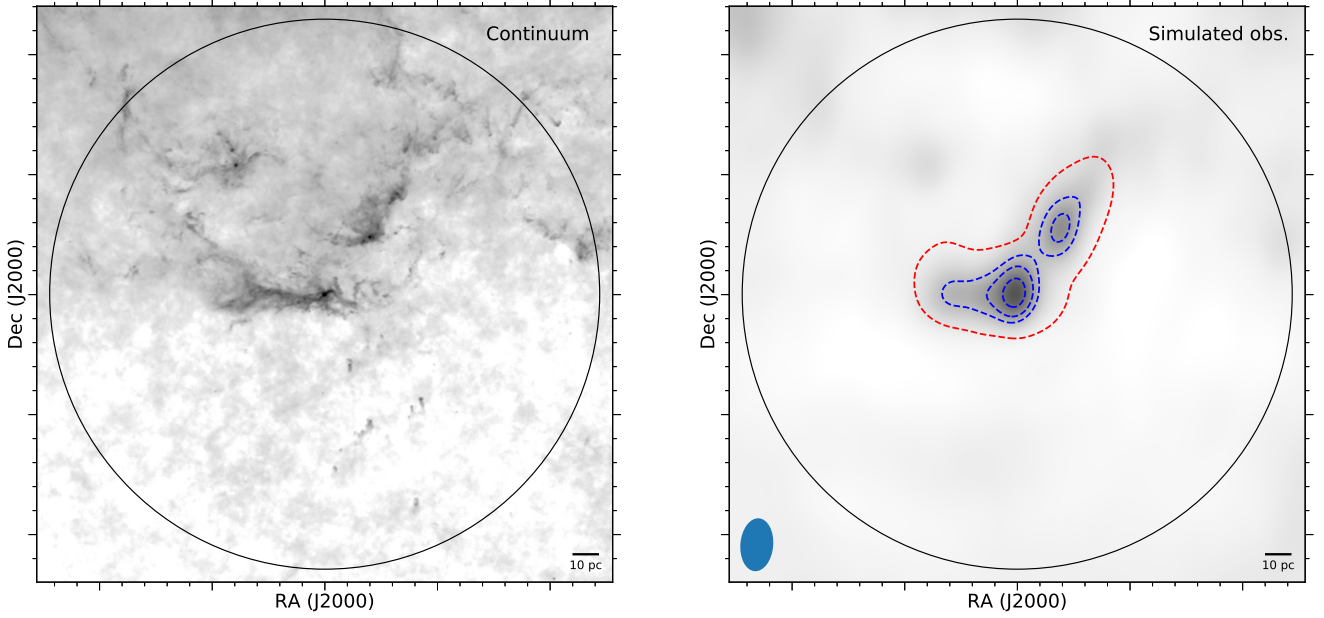 Continuum
Dec (J2000)
10 pc
RA (J2000)
Simulated obs.
Dec (J2000)
10 pc
RA (J2000)